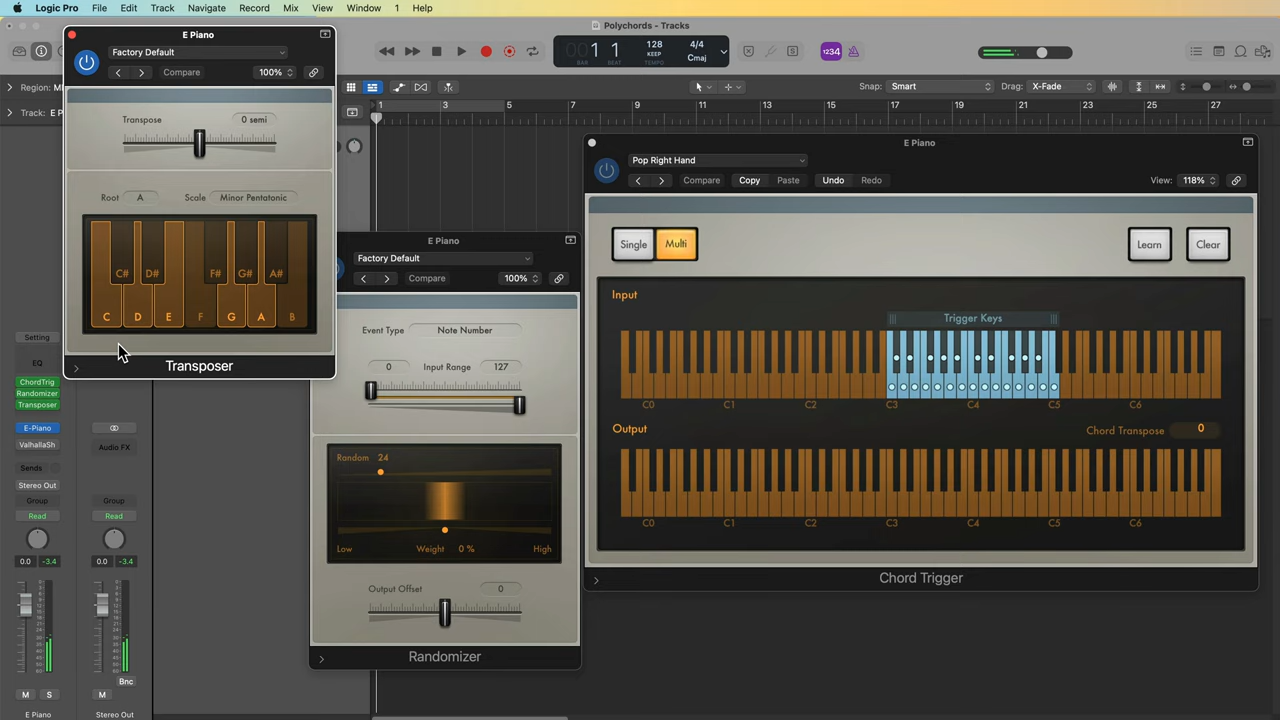 Logic Pro File Edit Track Navigate Record Mix View Window 1 Help
Polychords - Tracks
1 1 128 4/4
BAR BEAT KEEP TEMPO Cmaj
1234
Region:
Track: E P
Snap: Smart Drag: X-Fade
1 3 5 7 9 11 13 15 17 19 21 23 25 27
E Piano
Factory Default
Compare 100%
Transpose 0 semi
Root A Scale Minor Pentatonic
C# D# F# G# A#
C D E F G A B
Transposer
E Piano
Factory Default
Compare 100%
Event Type Note Number
0 Input Range 127
Random 24
Low Weight 0 % High
Output Offset 0
Randomizer
E Piano
Pop Right Hand
Compare Copy Paste Undo Redo View: 118%
Single Multi Learn Clear
Input
Trigger Keys
C0 C1 C2 C3 C4 C5 C6
Output Chord Transpose 0
C0 C1 C2 C3 C4 C5 C6
Chord Trigger
Setting
EQ
ChordTrig
Randomizer
Transposer
E-Piano
ValhallaSh
Audio FX
Sends
Stereo Out
Group Group
Read Read
0.0 -3.4 0.0 -3.4
Bnc
M S M
E Piano Stereo Out